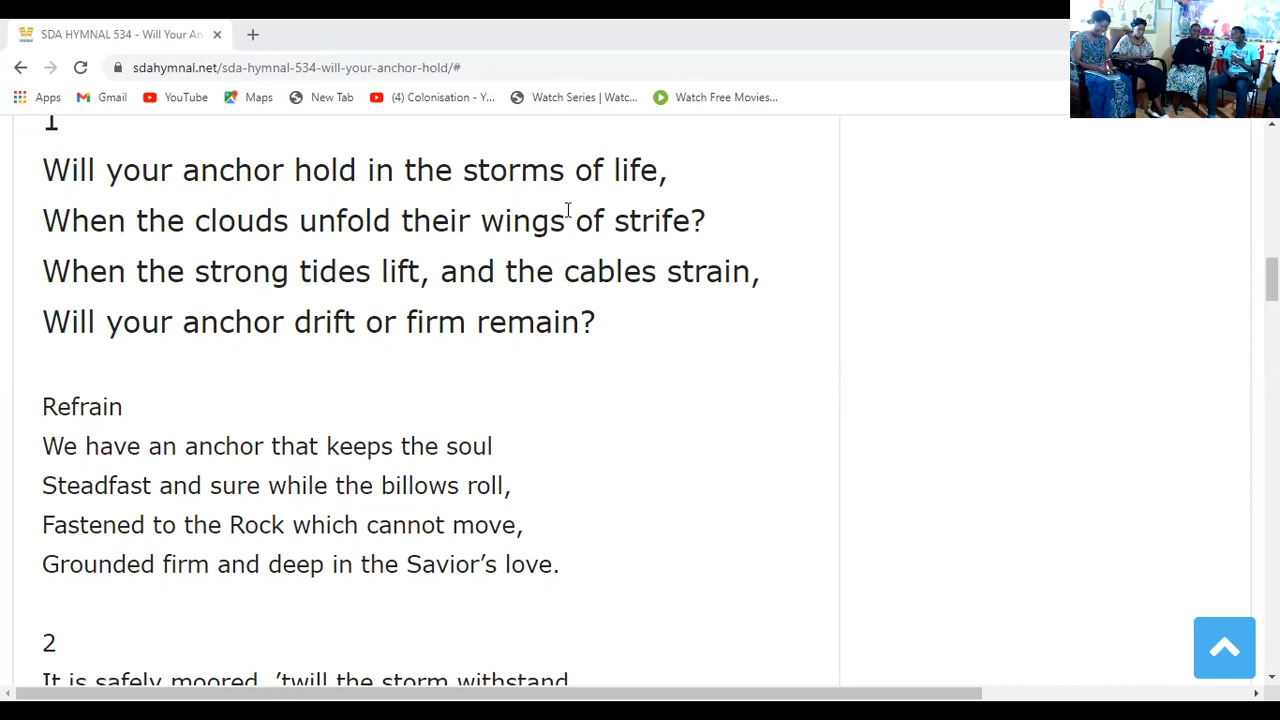 SDA HYMNAL 534 - Will Your An
sdahymnal.net/sda-hymnal-534-will-your-anchor-hold/#
Apps Gmail YouTube Maps New Tab (4) Colonisation - Y... Watch Series | Watc... Watch Free Movies...
1
Will your anchor hold in the storms of life,
When the clouds unfold their wings of strife?
When the strong tides lift, and the cables strain,
Will your anchor drift or firm remain?
Refrain
We have an anchor that keeps the soul
Steadfast and sure while the billows roll,
Fastened to the Rock which cannot move,
Grounded firm and deep in the Savior’s love.
2
It is safely moored, ’twill the storm withstand,